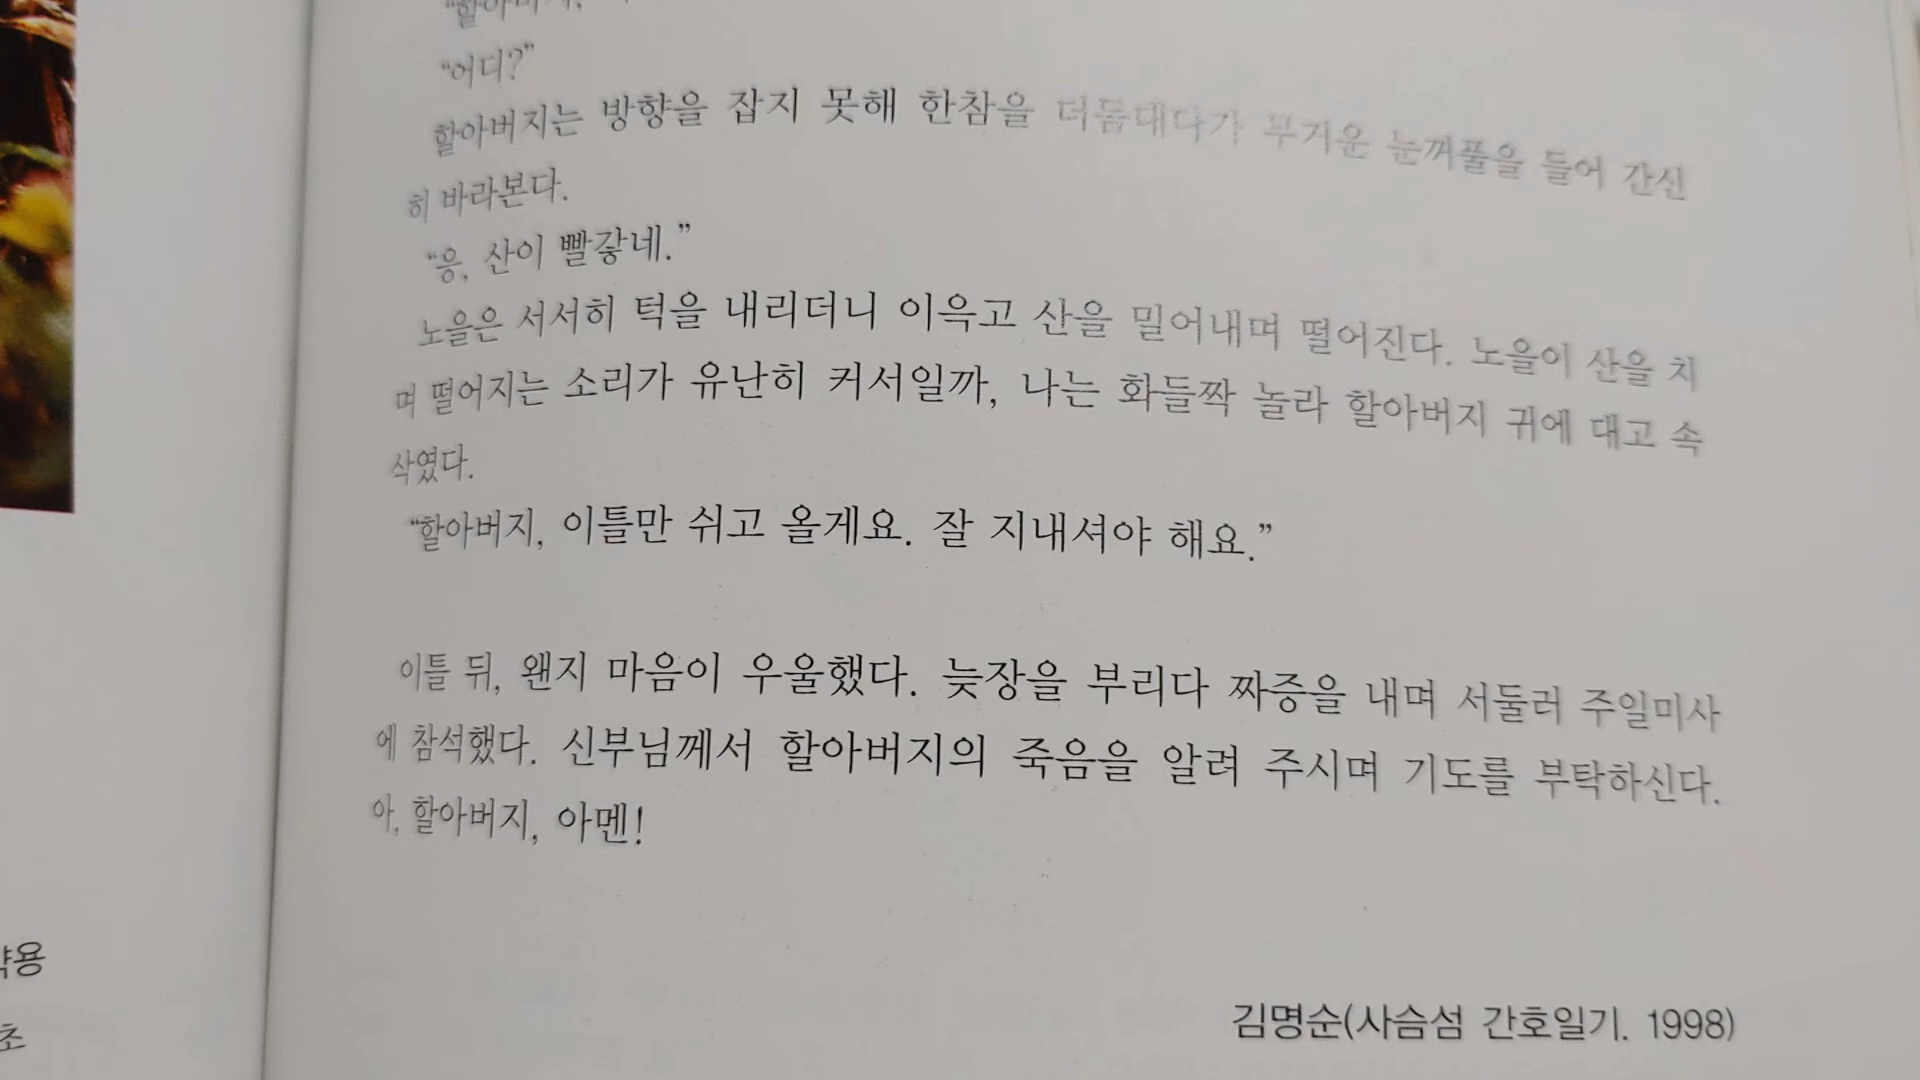 “할아버지,
“어디?”
할아버지는 방향을 잡지 못해 한참을 더듬대다가 무거운 눈꺼풀을 들어 간신
히 바라본다.
“응, 산이 빨갛네.”
노을은 서서히 턱을 내리더니 이윽고 산을 밀어내며 떨어진다. 노을이 산을 치
며 떨어지는 소리가 유난히 커서일까, 나는 화들짝 놀라 할아버지 귀에 대고 속
삭였다.
“할아버지, 이틀만 쉬고 올게요. 잘 지내셔야 해요.”
이틀 뒤, 왠지 마음이 우울했다. 늦장을 부리다 짜증을 내며 서둘러 주일미사
에 참석했다. 신부님께서 할아버지의 죽음을 알려 주시며 기도를 부탁하신다.
아, 할아버지, 아멘!
김명순(사슴섬 간호일기. 1998)
용
초